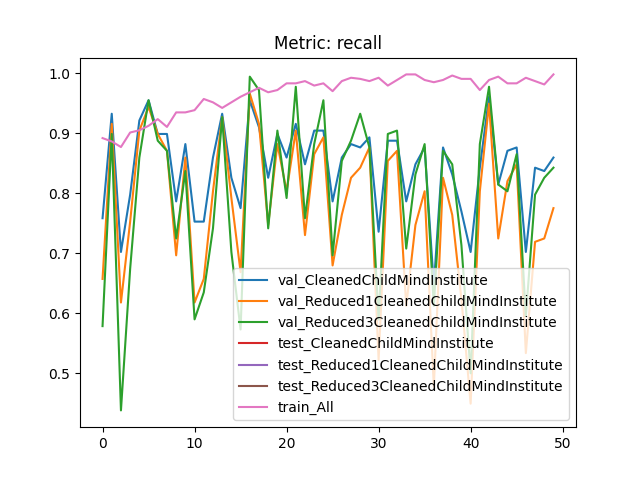 Metric: recall
1.0
0.9
0.8
0.7
0.6
0.5
val_CleanedChildMindInstitute
val_Reduced1CleanedChildMindInstitute
val_Reduced3CleanedChildMindInstitute
test_CleanedChildMindInstitute
test_Reduced1CleanedChildMindInstitute
test_Reduced3CleanedChildMindInstitute
train_All
0 10 20 30 40 50